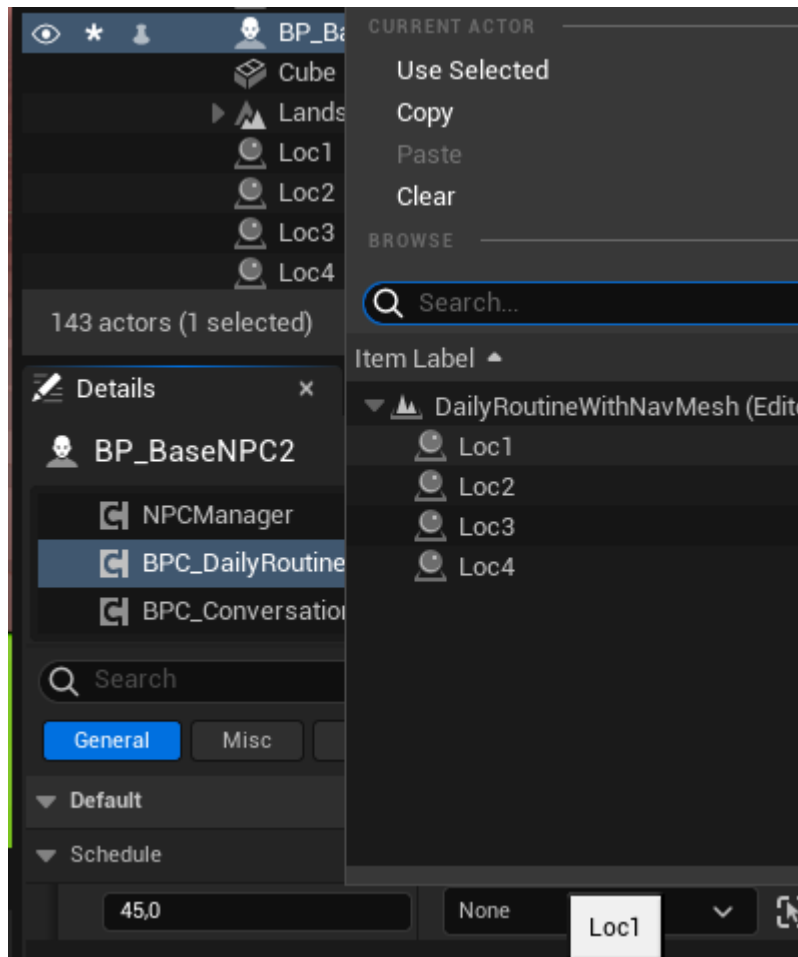 BP_Ba
Cube
Lands
Loc1
Loc2
Loc3
Loc4
143 actors (1 selected)
Details
BP_BaseNPC2
NPCManager
BPC_DailyRoutine
BPC_Conversation
Search
General
Misc
Default
Schedule
45,0
CURRENT ACTOR
Use Selected
Copy
Paste
Clear
BROWSE
Search...
Item Label
DailyRoutineWithNavMesh (Edito
Loc1
Loc2
Loc3
Loc4
None
Loc1